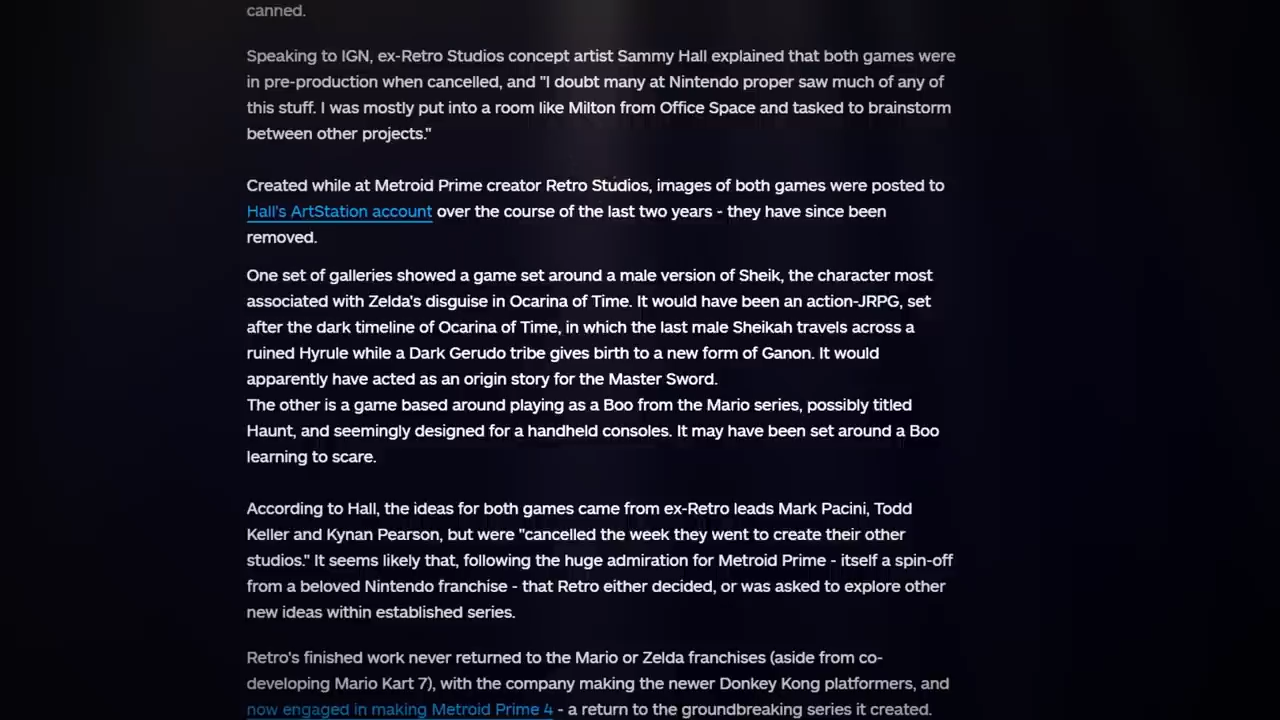 canned.
Speaking to IGN, ex-Retro Studios concept artist Sammy Hall explained that both games were
in pre-production when cancelled, and "I doubt many at Nintendo proper saw much of any of
this stuff. I was mostly put into a room like Milton from Office Space and tasked to brainstorm
between other projects."
Created while at Metroid Prime creator Retro Studios, images of both games were posted to
Hall's ArtStation account over the course of the last two years - they have since been
removed.
One set of galleries showed a game set around a male version of Sheik, the character most
associated with Zelda's disguise in Ocarina of Time. It would have been an action-JRPG, set
after the dark timeline of Ocarina of Time, in which the last male Sheikah travels across a
ruined Hyrule while a Dark Gerudo tribe gives birth to a new form of Ganon. It would
apparently have acted as an origin story for the Master Sword.
The other is a game based around playing as a Boo from the Mario series, possibly titled
Haunt, and seemingly designed for a handheld consoles. It may have been set around a Boo
learning to scare.
According to Hall, the ideas for both games came from ex-Retro leads Mark Pacini, Todd
Keller and Kynan Pearson, but were "cancelled the week they went to create their other
studios." It seems likely that, following the huge admiration for Metroid Prime - itself a spin-off
from a beloved Nintendo franchise - that Retro either decided, or was asked to explore other
new ideas within established series.
Retro's finished work never returned to the Mario or Zelda franchises (aside from co-
developing Mario Kart 7), with the company making the newer Donkey Kong platformers, and
now engaged in making Metroid Prime 4 - a return to the groundbreaking series it created.